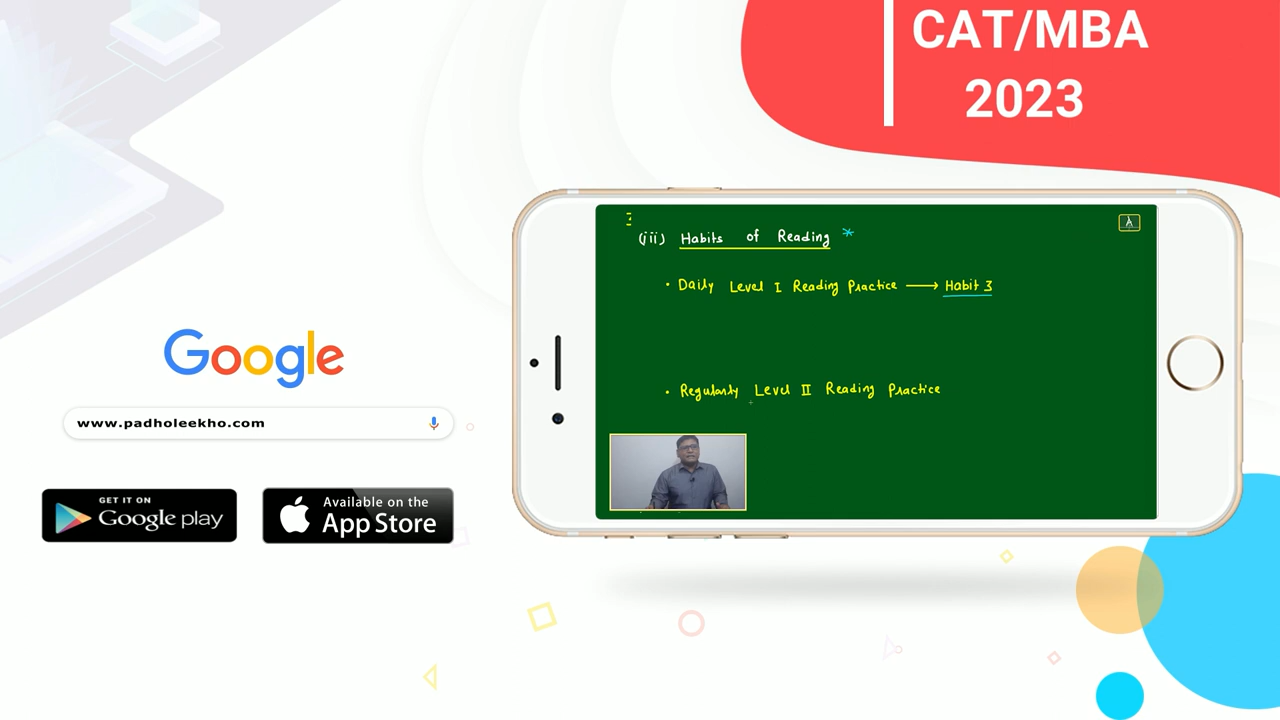 CAT/MBA
2023
(iii) Habits of Reading *
• Daily Level I Reading Practice → Habit 3
• Regularly Level II Reading Practice
Google
www.padholeekho.com
GET IT ON
Google play
Available on the
App Store